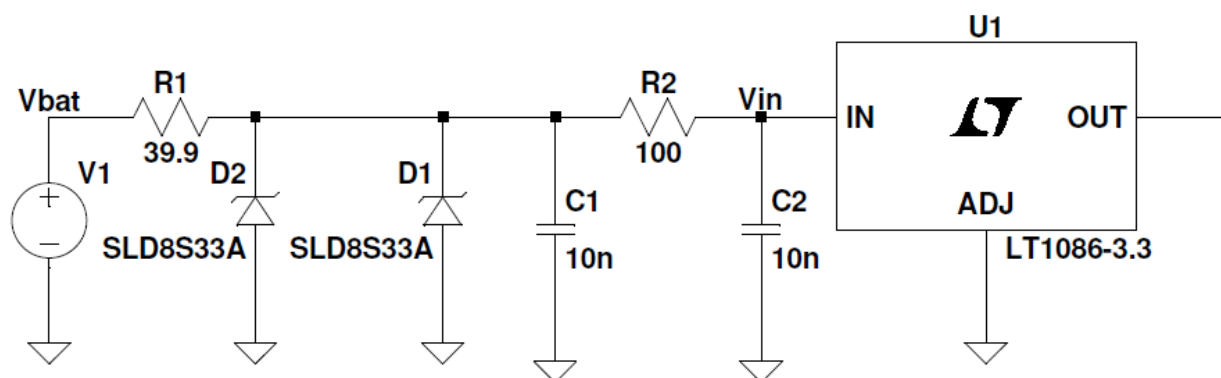 U1
Vbat
R1
39.9
V1
+
−
D2
SLD8S33A
D1
SLD8S33A
C1
10n
R2
100
Vin
C2
10n
IN
OUT
ADJ
LT1086-3.3